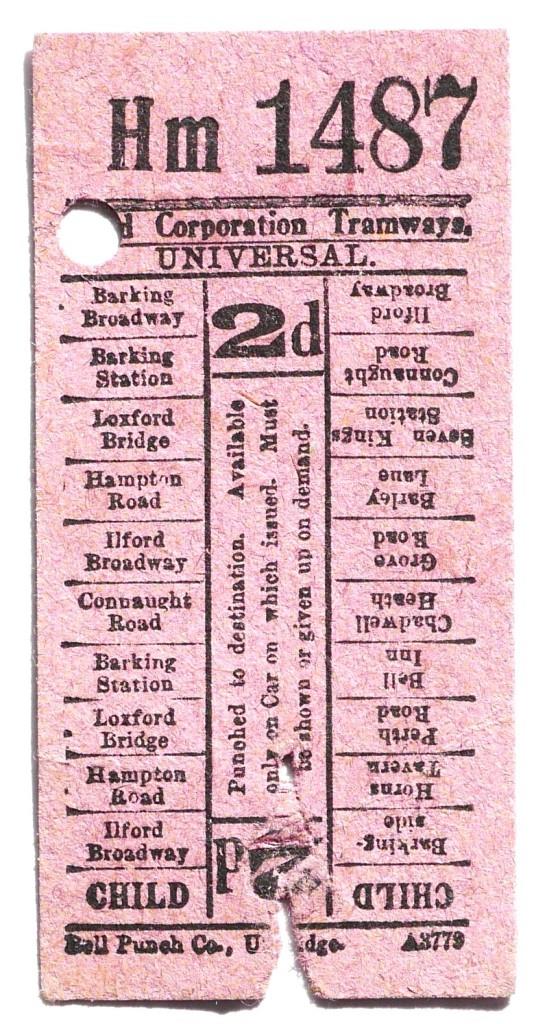 Hm 1487
d Corporation Tramways.
UNIVERSAL.
Barking
Broadway
Barking
Station
Loxford
Bridge
Hampton
Road
Ilford
Broadway
Connaught
Road
Barking
Station
Loxford
Bridge
Hampton
Road
Ilford
Broadway
CHILD
2d
Punched to destination. Available
only on Car on which issued. Must
be shown or given up on demand.
Barking-
side
Horns
Tavern
Perth
Road
Bell
Inn
Chadwell
Heath
Grove
Road
Barley
Lane
Seven Kings
Station
Connaught
Road
Ilford
Broadway
CHILD
Bell Punch Co., U dge. A3779